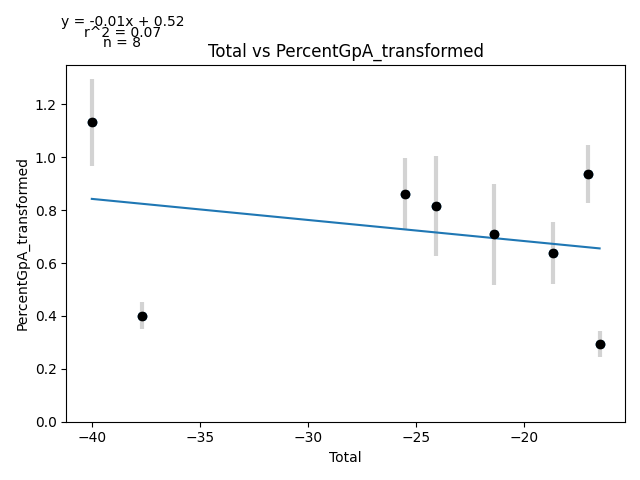 y = -0.01x + 0.52
r^2 = 0.07
n = 8
Total vs PercentGpA_transformed
PercentGpA_transformed
1.2
1.0
0.8
0.6
0.4
0.2
0.0
−40
−35
−30
−25
−20
Total